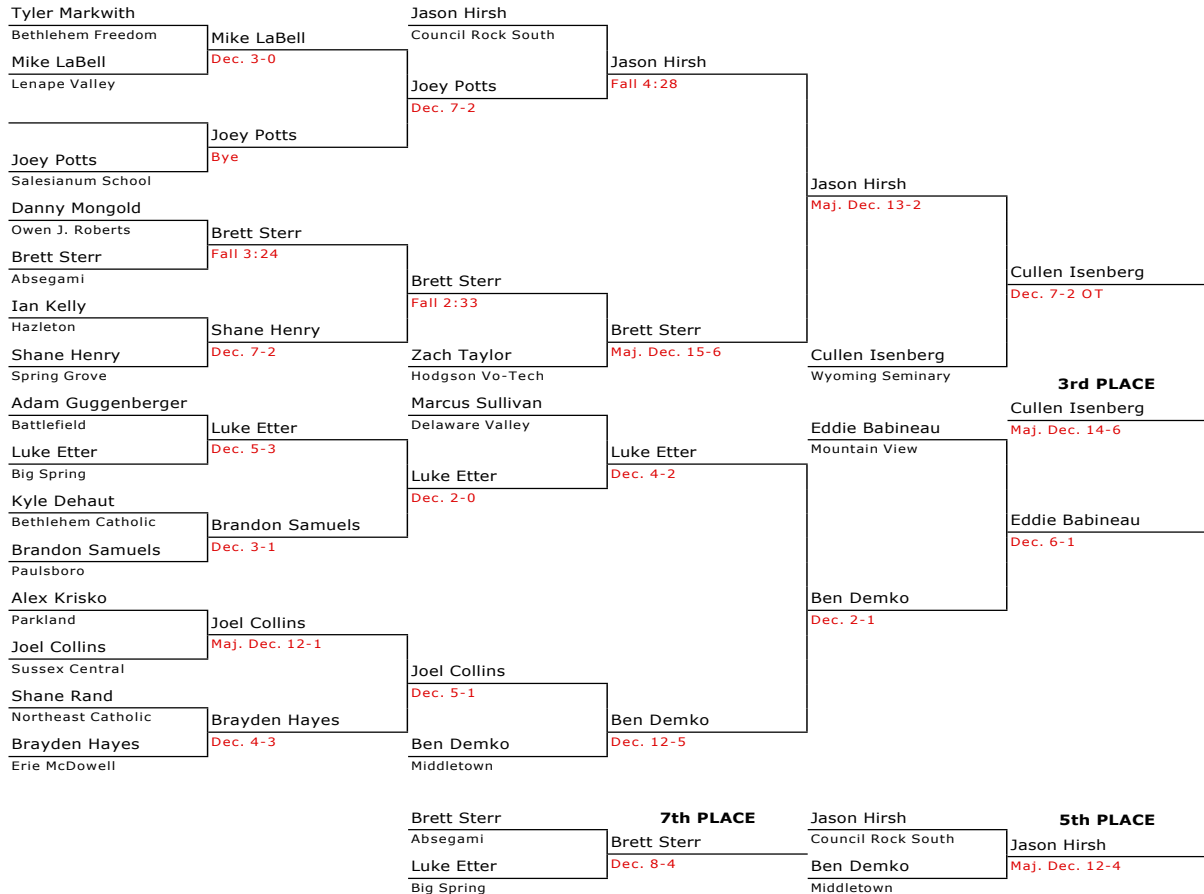 Tyler Markwith
Bethlehem Freedom
Mike LaBell
Lenape Valley
Joey Potts
Salesianum School
Danny Mongold
Owen J. Roberts
Brett Sterr
Absegami
Ian Kelly
Hazleton
Shane Henry
Spring Grove
Adam Guggenberger
Battlefield
Luke Etter
Big Spring
Kyle Dehaut
Bethlehem Catholic
Brandon Samuels
Paulsboro
Alex Krisko
Parkland
Joel Collins
Sussex Central
Shane Rand
Northeast Catholic
Brayden Hayes
Erie McDowell
Mike LaBell
Dec. 3-0
Joey Potts
Bye
Brett Sterr
Fall 3:24
Shane Henry
Dec. 7-2
Luke Etter
Dec. 5-3
Brandon Samuels
Dec. 3-1
Joel Collins
Maj. Dec. 12-1
Brayden Hayes
Dec. 4-3
Jason Hirsh
Council Rock South
Joey Potts
Dec. 7-2
Brett Sterr
Fall 2:33
Zach Taylor
Hodgson Vo-Tech
Marcus Sullivan
Delaware Valley
Luke Etter
Dec. 2-0
Joel Collins
Dec. 5-1
Ben Demko
Middletown
Jason Hirsh
Fall 4:28
Brett Sterr
Maj. Dec. 15-6
Luke Etter
Dec. 4-2
Ben Demko
Dec. 12-5
Jason Hirsh
Maj. Dec. 13-2
Cullen Isenberg
Wyoming Seminary
Eddie Babineau
Mountain View
Ben Demko
Dec. 2-1
Cullen Isenberg
Dec. 7-2 OT
3rd PLACE
Cullen Isenberg
Maj. Dec. 14-6
Eddie Babineau
Dec. 6-1
Brett Sterr
Absegami
Luke Etter
Big Spring
7th PLACE
Brett Sterr
Dec. 8-4
Jason Hirsh
Council Rock South
Ben Demko
Middletown
5th PLACE
Jason Hirsh
Maj. Dec. 12-4